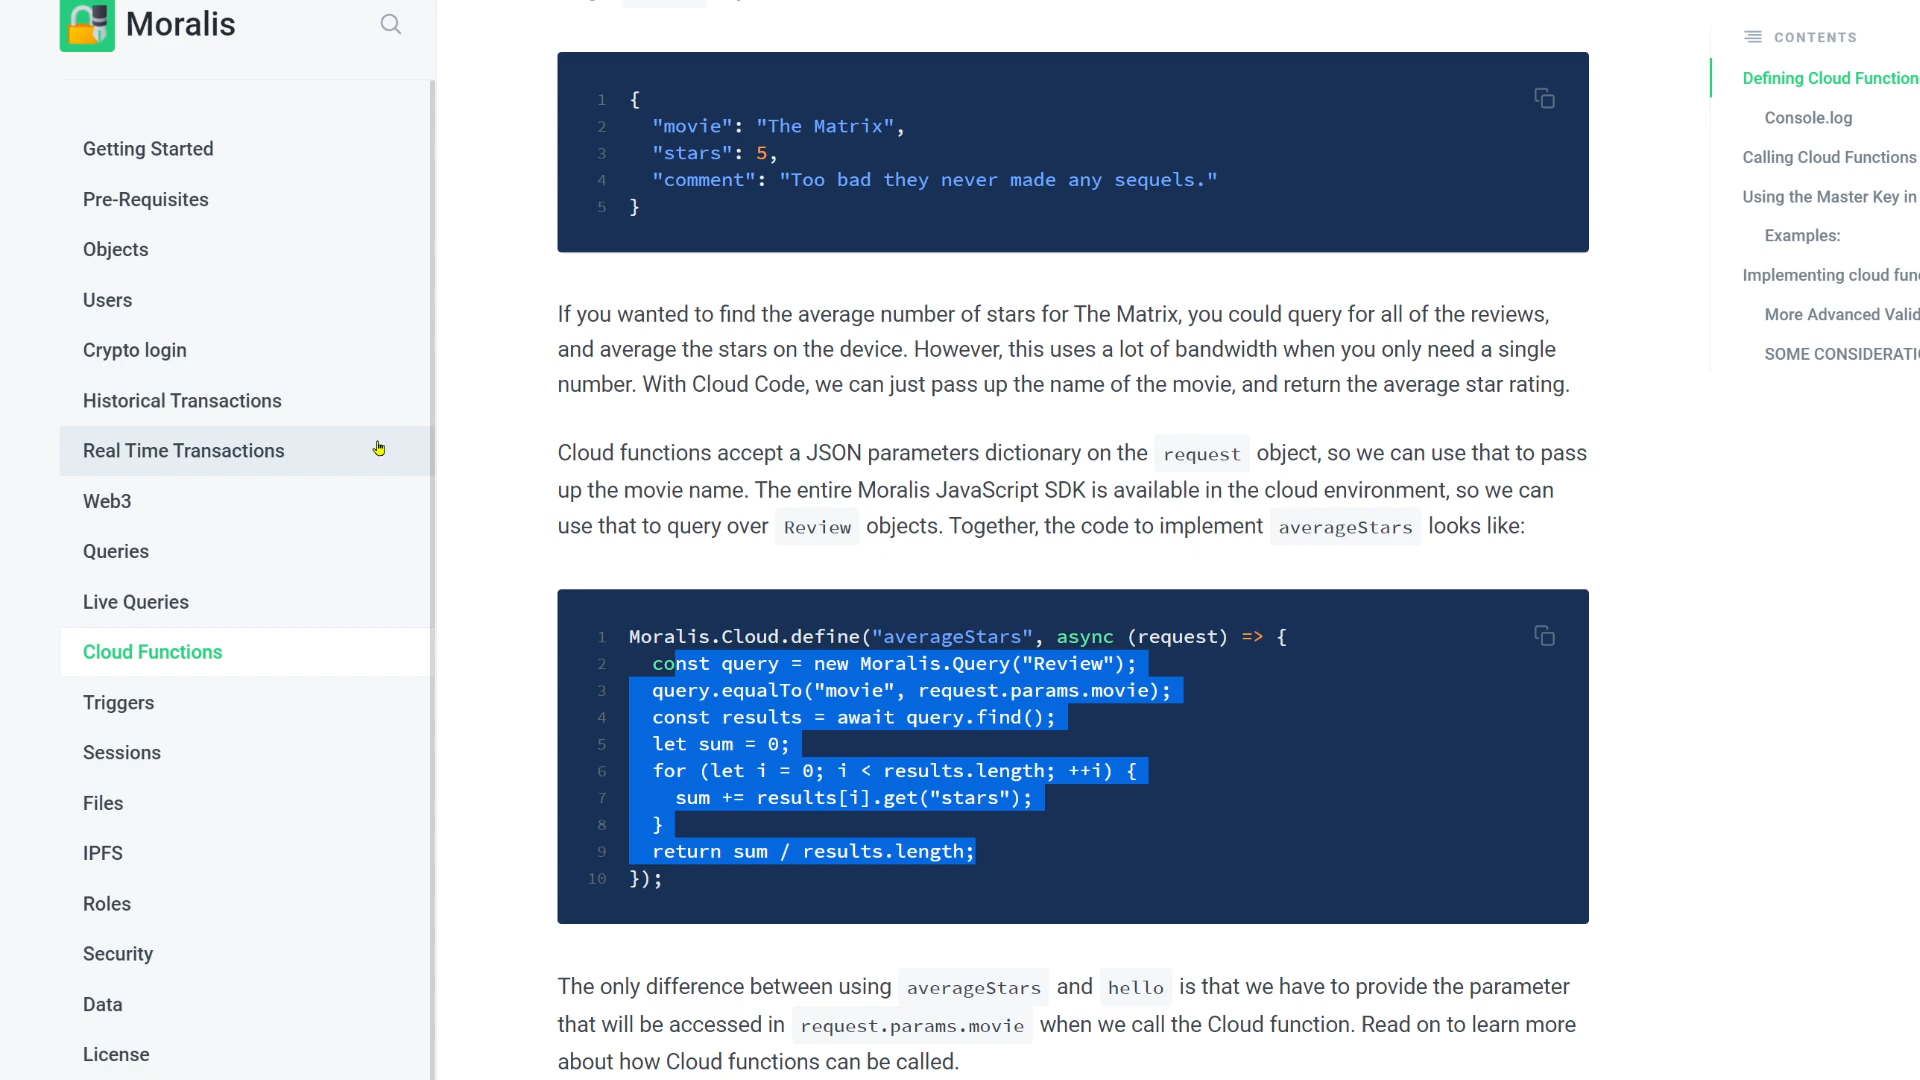 Moralis
Getting Started
Pre-Requisites
Objects
Users
Crypto login
Historical Transactions
Real Time Transactions
Web3
Queries
Live Queries
Cloud Functions
Triggers
Sessions
Files
IPFS
Roles
Security
Data
License
1 {
2 "movie": "The Matrix",
3 "stars": 5,
4 "comment": "Too bad they never made any sequels."
5 }
If you wanted to find the average number of stars for The Matrix, you could query for all of the reviews,
and average the stars on the device. However, this uses a lot of bandwidth when you only need a single
number. With Cloud Code, we can just pass up the name of the movie, and return the average star rating.
Cloud functions accept a JSON parameters dictionary on the request object, so we can use that to pass
up the movie name. The entire Moralis JavaScript SDK is available in the cloud environment, so we can
use that to query over Review objects. Together, the code to implement averageStars looks like:
1 Moralis.Cloud.define("averageStars", async (request) => {
2 const query = new Moralis.Query("Review");
3 query.equalTo("movie", request.params.movie);
4 const results = await query.find();
5 let sum = 0;
6 for (let i = 0; i < results.length; ++i) {
7 sum += results[i].get("stars");
8 }
9 return sum / results.length;
10 });
The only difference between using averageStars and hello is that we have to provide the parameter
that will be accessed in request.params.movie when we call the Cloud function. Read on to learn more
about how Cloud functions can be called.
CONTENTS
Defining Cloud Function
Console.log
Calling Cloud Functions
Using the Master Key in
Examples:
Implementing cloud
More Advanced
SOME